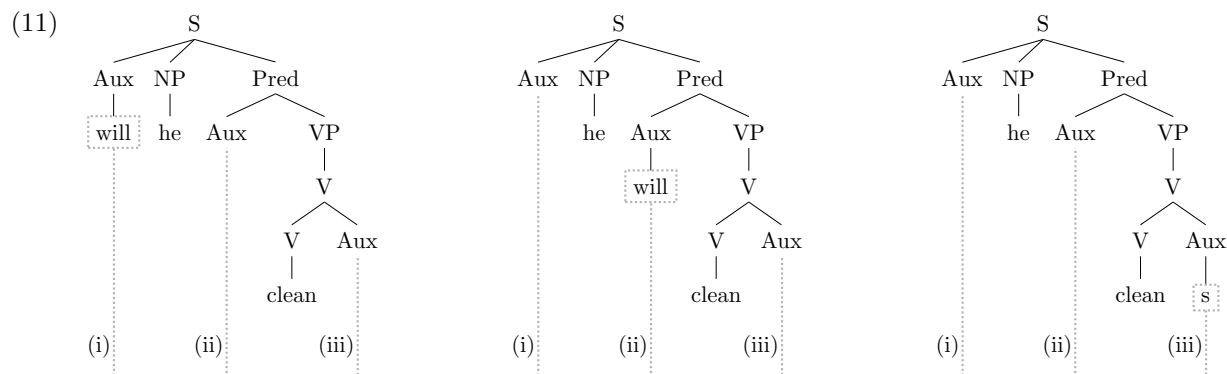 (11) S S S
Aux NP Pred Aux NP Pred Aux NP Pred
will he Aux VP he Aux VP he Aux VP
V will V V
V Aux V Aux V Aux
clean clean clean s
(i) (ii) (iii) (i) (ii) (iii) (i) (ii) (iii)